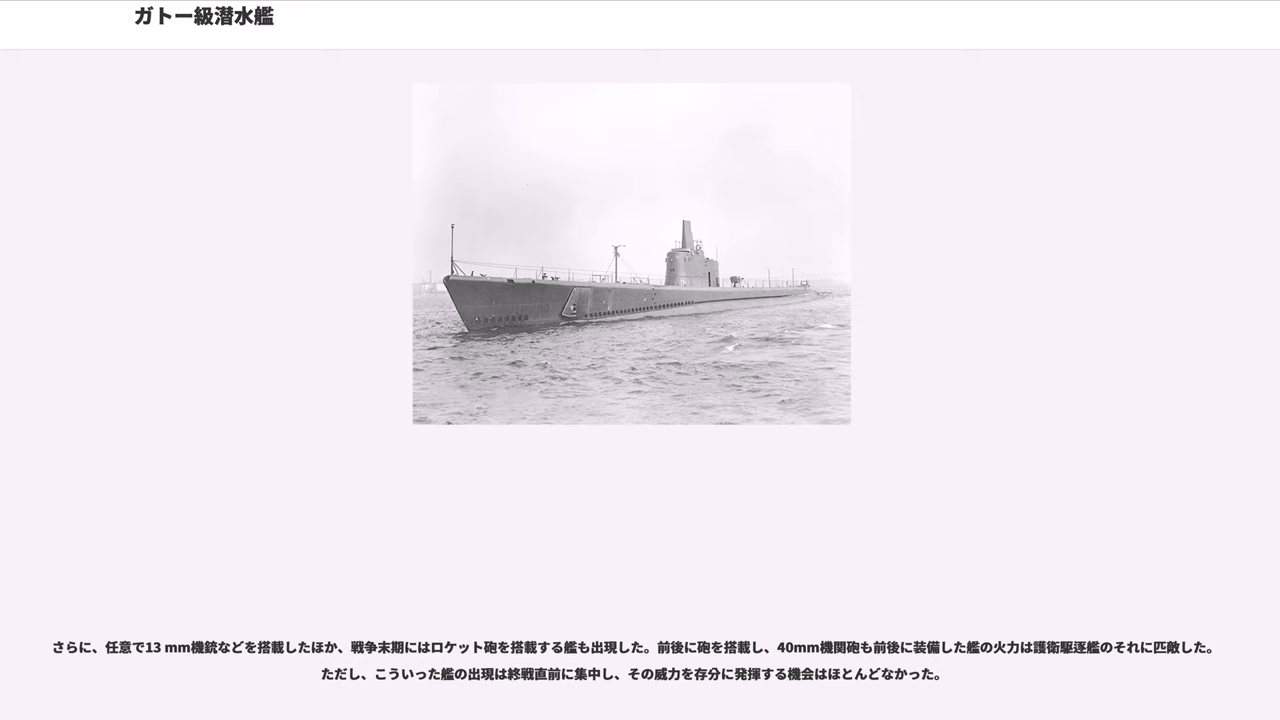 ガトー級潜水艦
さらに、任意で13 mm機銃などを搭載したほか、戦争末期にはロケット砲を搭載する艦も出現した。前後に砲を搭載し、40mm機関砲も前後に装備した艦の火力は護衛駆逐艦のそれに匹敵した。
ただし、こういった艦の出現は終戦直前に集中し、その威力を存分に発揮する機会はほとんどなかった。